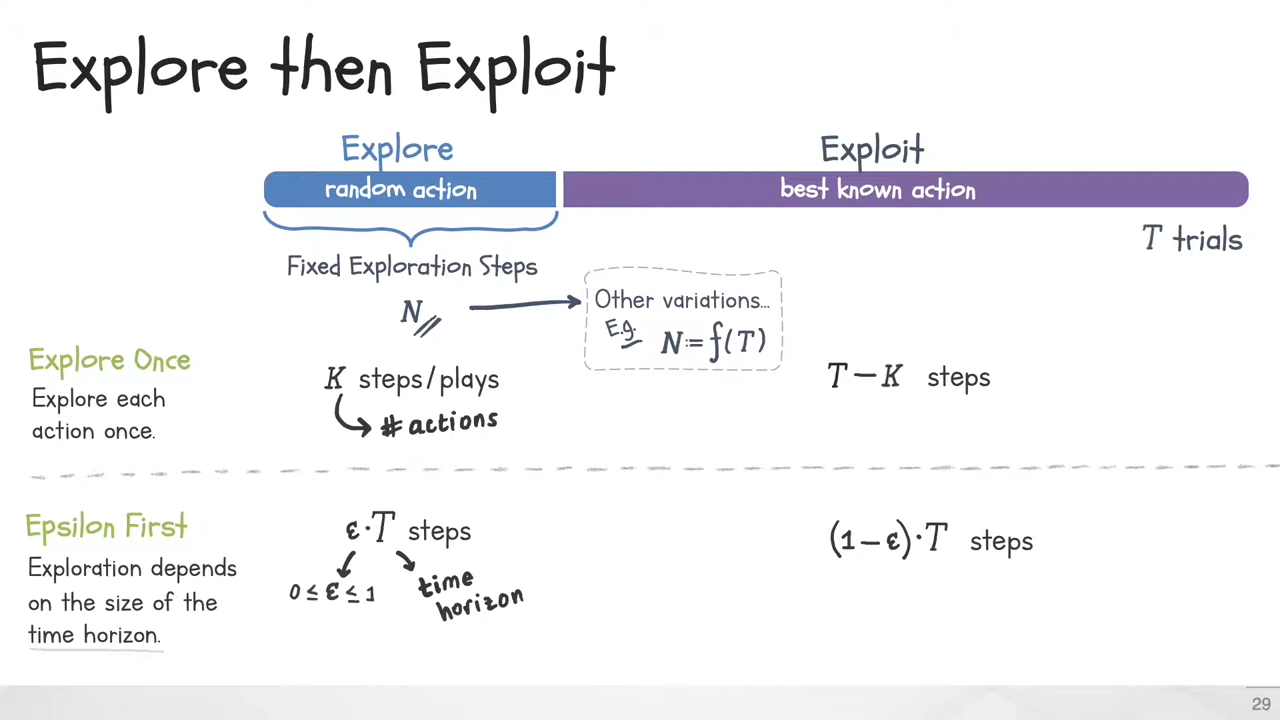 Explore then Exploit
Explore
Exploit
random action
best known action
T trials
Fixed Exploration Steps
N
Other variations...
E.g.
N:=f(T)
Explore Once
Explore each
action once.
K steps/plays
# actions
T − K steps
Epsilon First
Exploration depends
on the size of the
time horizon.
ε·T steps
0 ≤ ε ≤ 1
time
horizon
(1 − ε)·T steps
29